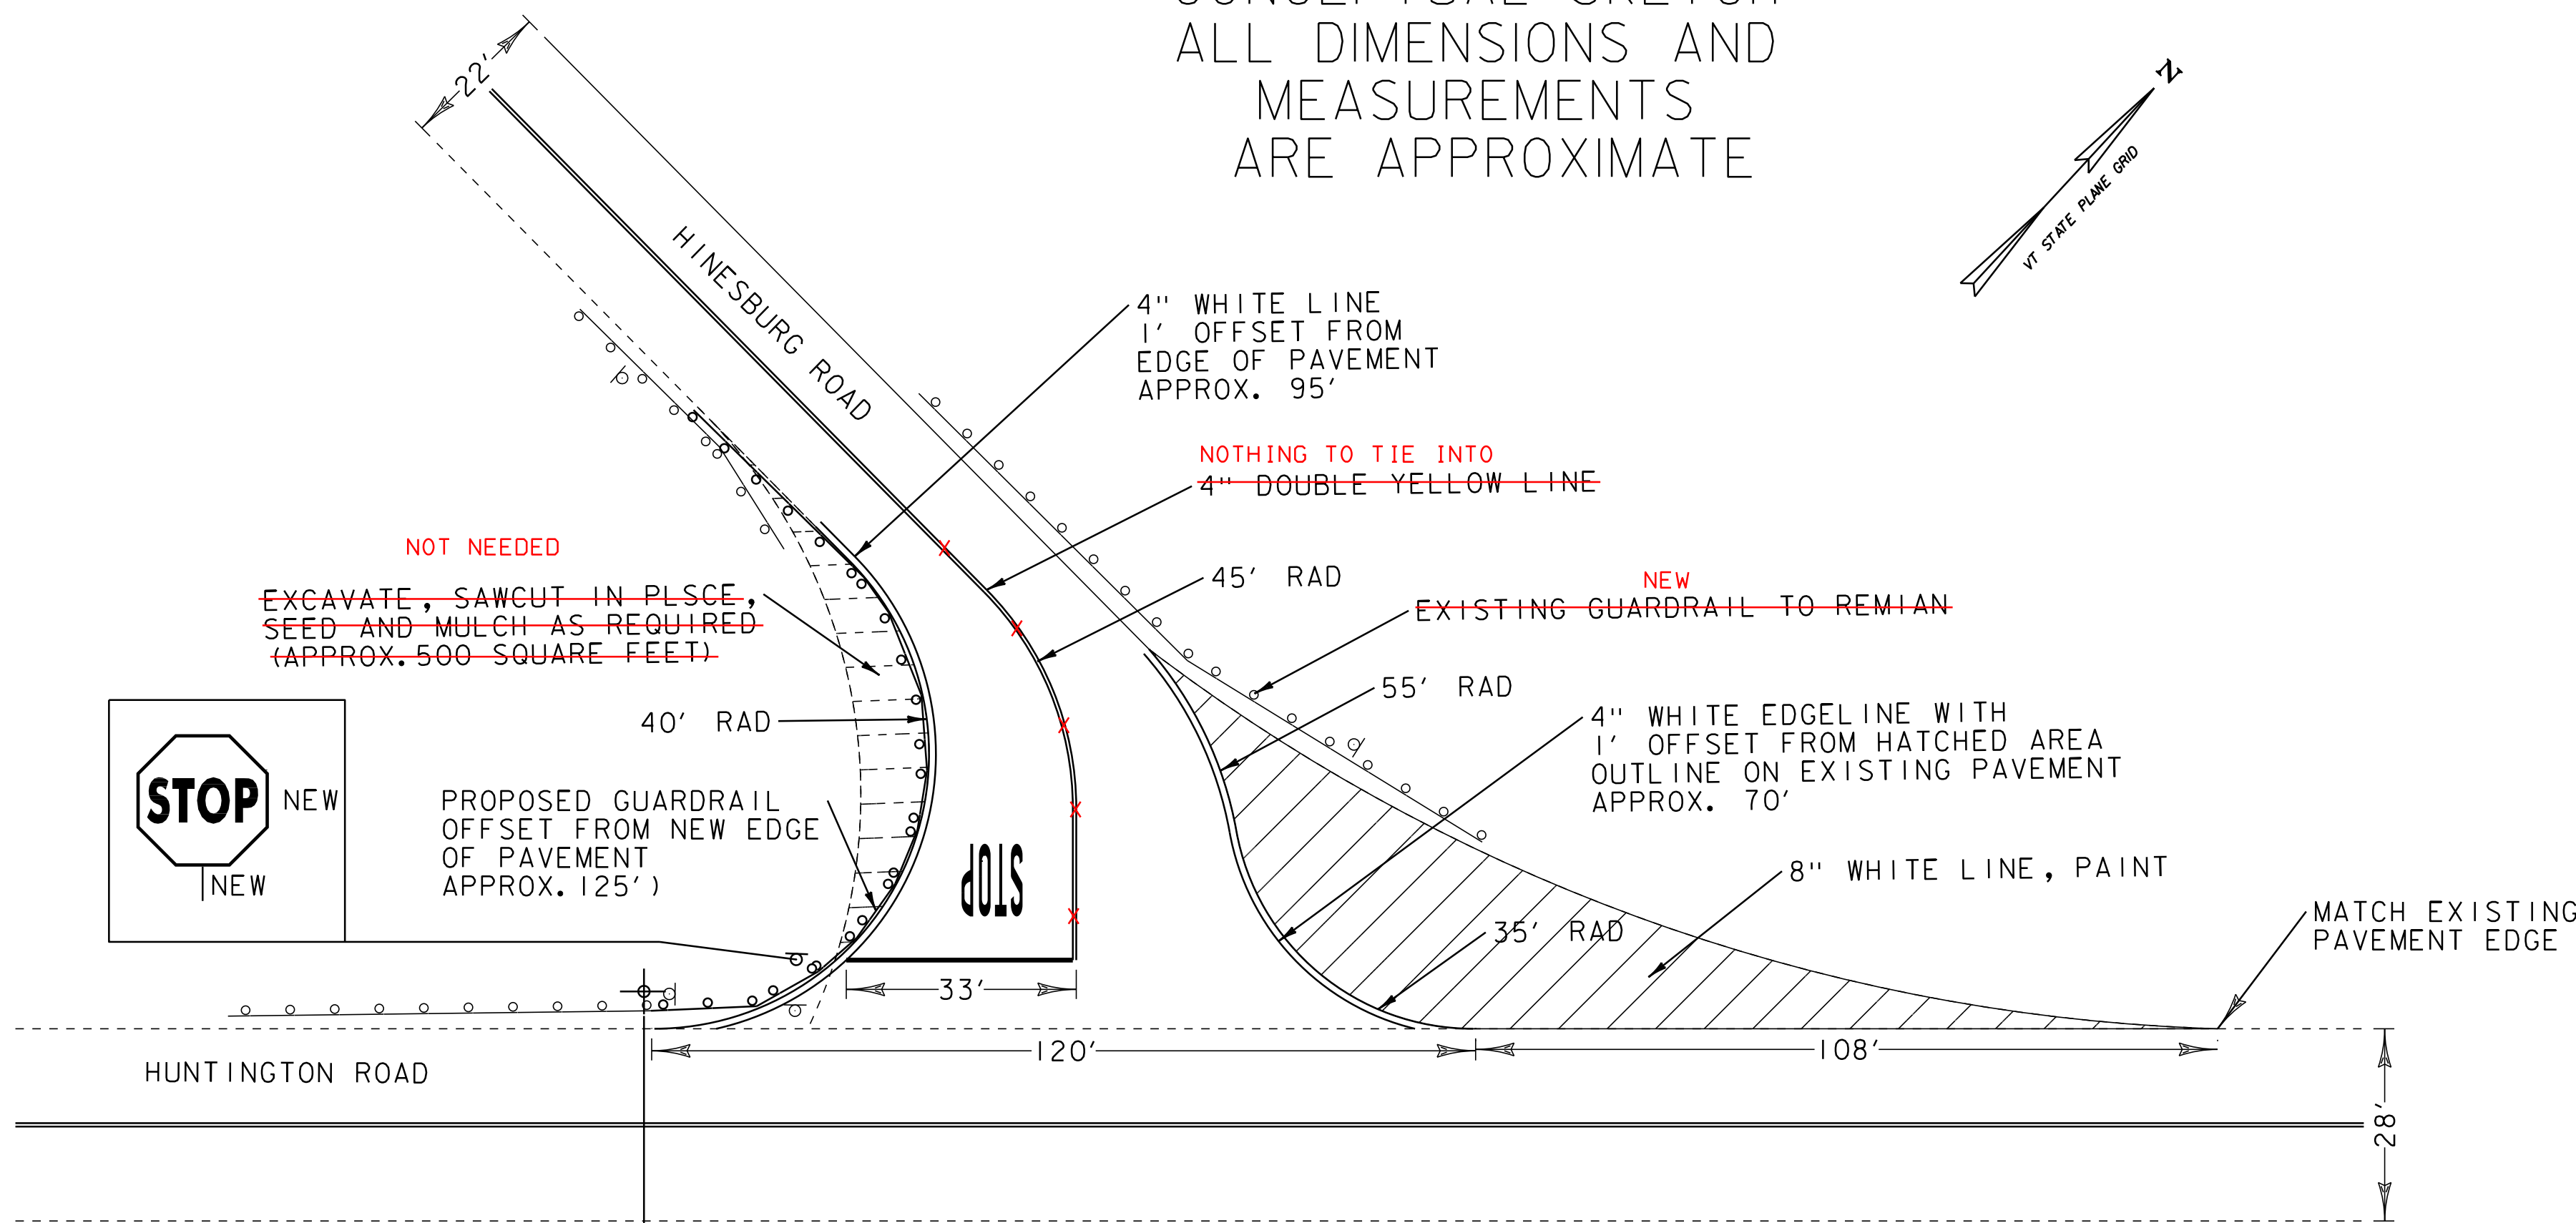 CONCEPTUAL SKETCH
ALL DIMENSIONS AND
MEASUREMENTS
ARE APPROXIMATE
N
VT STATE PLANE GRID
22'
HINESBURG ROAD
4" WHITE LINE
1' OFFSET FROM
EDGE OF PAVEMENT
APPROX. 95'
NOTHING TO TIE INTO
4" DOUBLE YELLOW LINE
NOT NEEDED
EXCAVATE, SAWCUT IN PLSCE,
SEED AND MULCH AS REQUIRED
(APPROX.500 SQUARE FEET)
45' RAD
NEW
EXISTING GUARDRAIL TO REMIAN
55' RAD
40' RAD
4" WHITE EDGELINE WITH
1' OFFSET FROM HATCHED AREA
OUTLINE ON EXISTING PAVEMENT
APPROX. 70'
STOP
NEW
NEW
PROPOSED GUARDRAIL
OFFSET FROM NEW EDGE
OF PAVEMENT
APPROX.125')
STOP
8" WHITE LINE, PAINT
35' RAD
MATCH EXISTING
PAVEMENT EDGE
33'
120'
108'
HUNTINGTON ROAD
28'